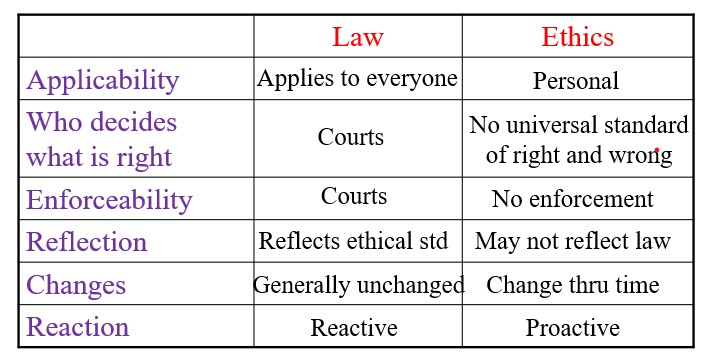 Law Ethics
Applicability Applies to everyone Personal
Who decides
what is right
Courts
No universal standard
of right and wrong
Enforceability Courts No enforcement
Reflection Reflects ethical std May not reflect law
Changes Generally unchanged Change thru time
Reaction Reactive Proactive